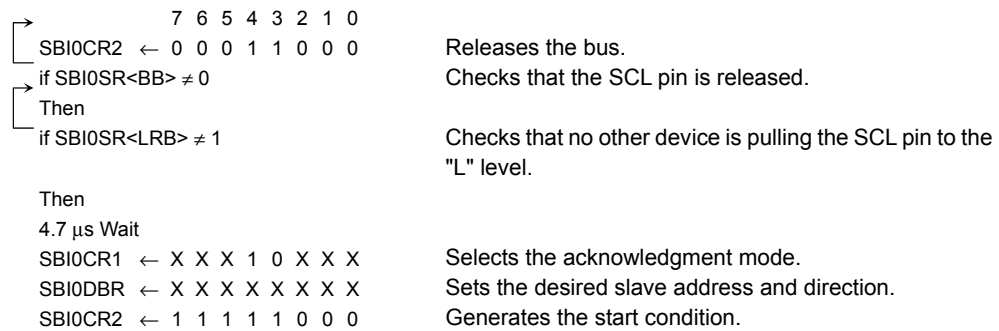 7 6 5 4 3 2 1 0
SBI0CR2 ← 0 0 0 1 1 0 0 0 Releases the bus.
if SBI0SR<BB> ≠ 0 Checks that the SCL pin is released.
Then
if SBI0SR<LRB> ≠ 1 Checks that no other device is pulling the SCL pin to the
"L" level.
Then
4.7 μs Wait
SBI0CR1 ← X X X 1 0 X X X Selects the acknowledgment mode.
SBI0DBR ← X X X X X X X X Sets the desired slave address and direction.
SBI0CR2 ← 1 1 1 1 1 0 0 0 Generates the start condition.